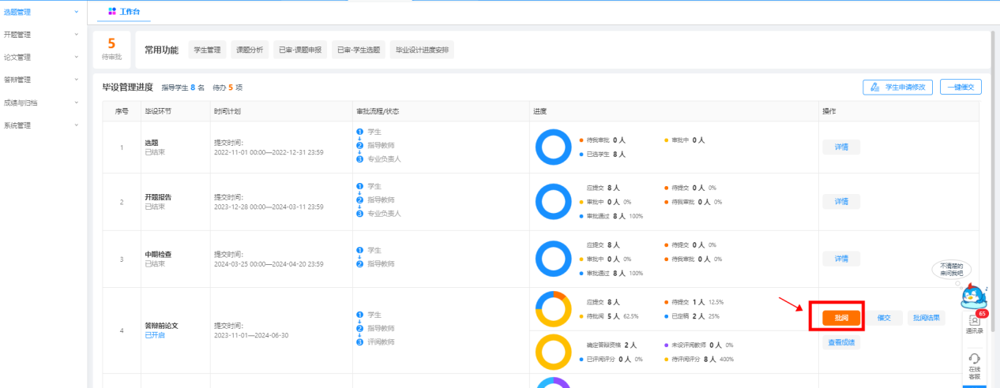 选题管理
开题管理
论文管理
答辩管理
成绩与归档
系统管理
工作台
5
待审批
常用功能 学生管理 课题分析 已审-课题申报 已审-学生选题 毕业设计进度安排
毕设管理进度 指导学生 8 名 待办 5 项 学生申请修改 一键催交
序号 毕设环节 时间计划 审批流程/状态 进度 操作
1
选题
已结束
提交时间:
2022-11-01 00:00—2022-12-31 23:59
1 学生
2 指导教师
3 专业负责人
待我审批 0 人 审批中 0 人
已选学生 8 人
详情
2
开题报告
已结束
提交时间:
2023-12-28 00:00—2024-03-11 23:59
1 学生
2 指导教师
3 专业负责人
应提交 8 人 待提交 0 人 0%
审批中 0 人 0% 待我审批 0 人 0%
审批通过 8 人 100%
详情
3
中期检查
已结束
提交时间:
2024-03-25 00:00—2024-04-20 23:59
1 学生
2 指导教师
应提交 8 人 待提交 0 人 0%
审批中 0 人 0% 待我审批 0 人 0%
审批通过 8 人 100%
详情
4
答辩前论文
已开启
提交时间:
2023-11-01—2024-06-30
1 学生
2 指导教师
3 评阅教师
应提交 8 人 待提交 1 人 12.5%
待批阅 5 人 62.5% 已定稿 2 人 25%
确定答辩资格 2 人 未设评阅教师 0 人 0%
已评阅评分 0 人 0% 待评阅评分 8 人 400%
批阅 催交 批阅结果
查看成绩
不清楚的
来问我吧
65
通讯录
在线
客服